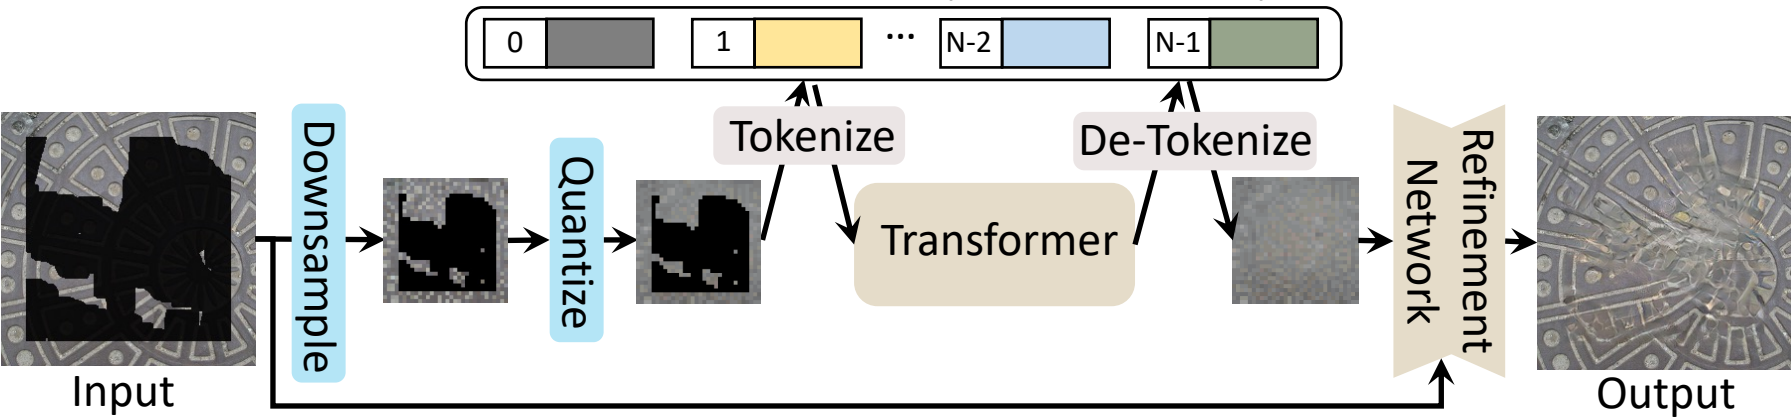 0
1
...
N-2
N-1
Tokenize
De-Tokenize
Downsample
Quantize
Transformer
Refinement
Network
Input
Output